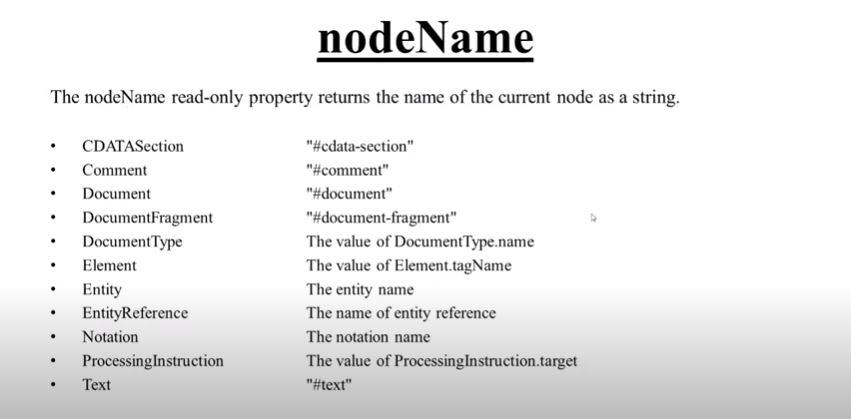 nodeName
The nodeName read-only property returns the name of the current node as a string.
• CDATASection "#cdata-section"
• Comment "#comment"
• Document "#document"
• DocumentFragment "#document-fragment"
• DocumentType The value of DocumentType.name
• Element The value of Element.tagName
• Entity The entity name
• EntityReference The name of entity reference
• Notation The notation name
• ProcessingInstruction The value of ProcessingInstruction.target
• Text "#text"